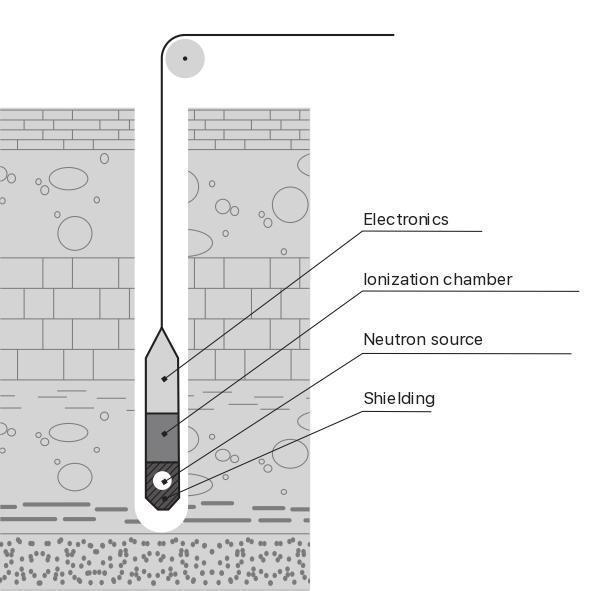 Electronics
Ionization chamber
Neutron source
Shielding